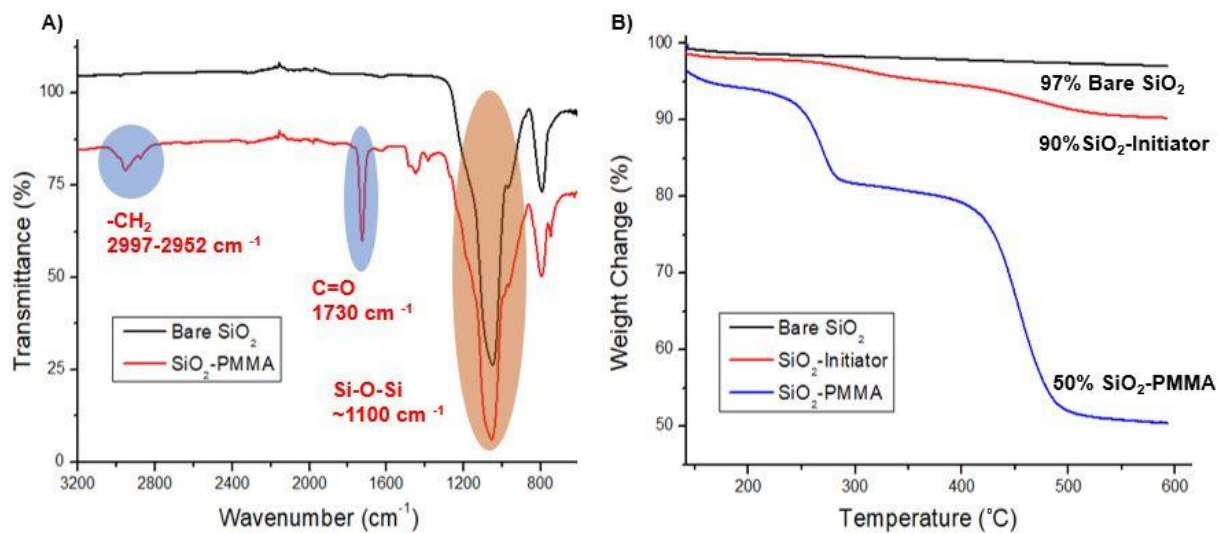 A)
Transmittance (%)
100
75
50
25
0
-CH₂
2997-2952 cm ⁻¹
C=O
1730 cm ⁻¹
Bare SiO₂
SiO₂-PMMA
Si-O-Si
~1100 cm ⁻¹
3200 2800 2400 2000 1600 1200 800
Wavenumber (cm⁻¹)
B)
Weight Change (%)
100
90
80
70
60
50
97% Bare SiO₂
90%SiO₂-Initiator
Bare SiO₂
SiO₂-Initiator
SiO₂-PMMA
50% SiO₂-PMMA
200 300 400 500 600
Temperature (°C)